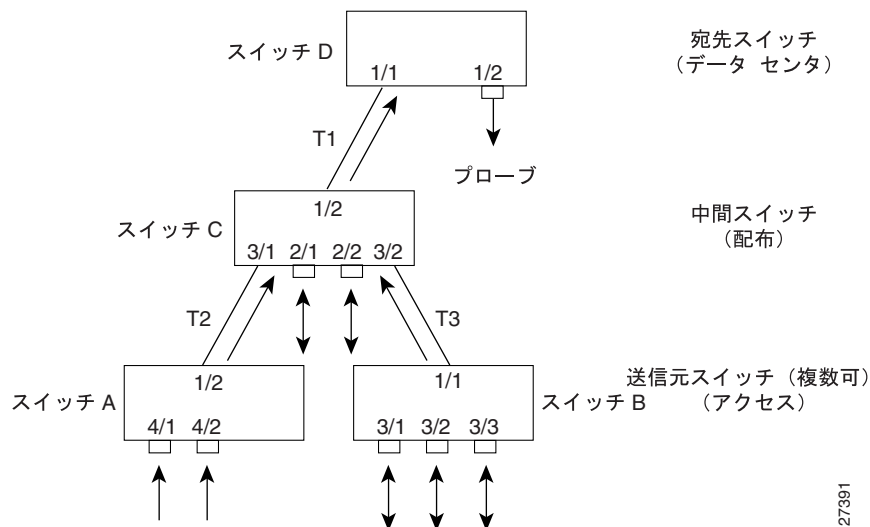 スイッチ D
1/1
1/2
宛先スイッチ
（データ センタ）
T1
プローブ
スイッチ C
1/2
3/1
2/1
2/2
3/2
中間スイッチ
（配布）
T2
T3
スイッチ A
1/2
4/1
4/2
1/1
3/1
3/2
3/3
スイッチ B
送信元スイッチ（複数可）
（アクセス）
27391